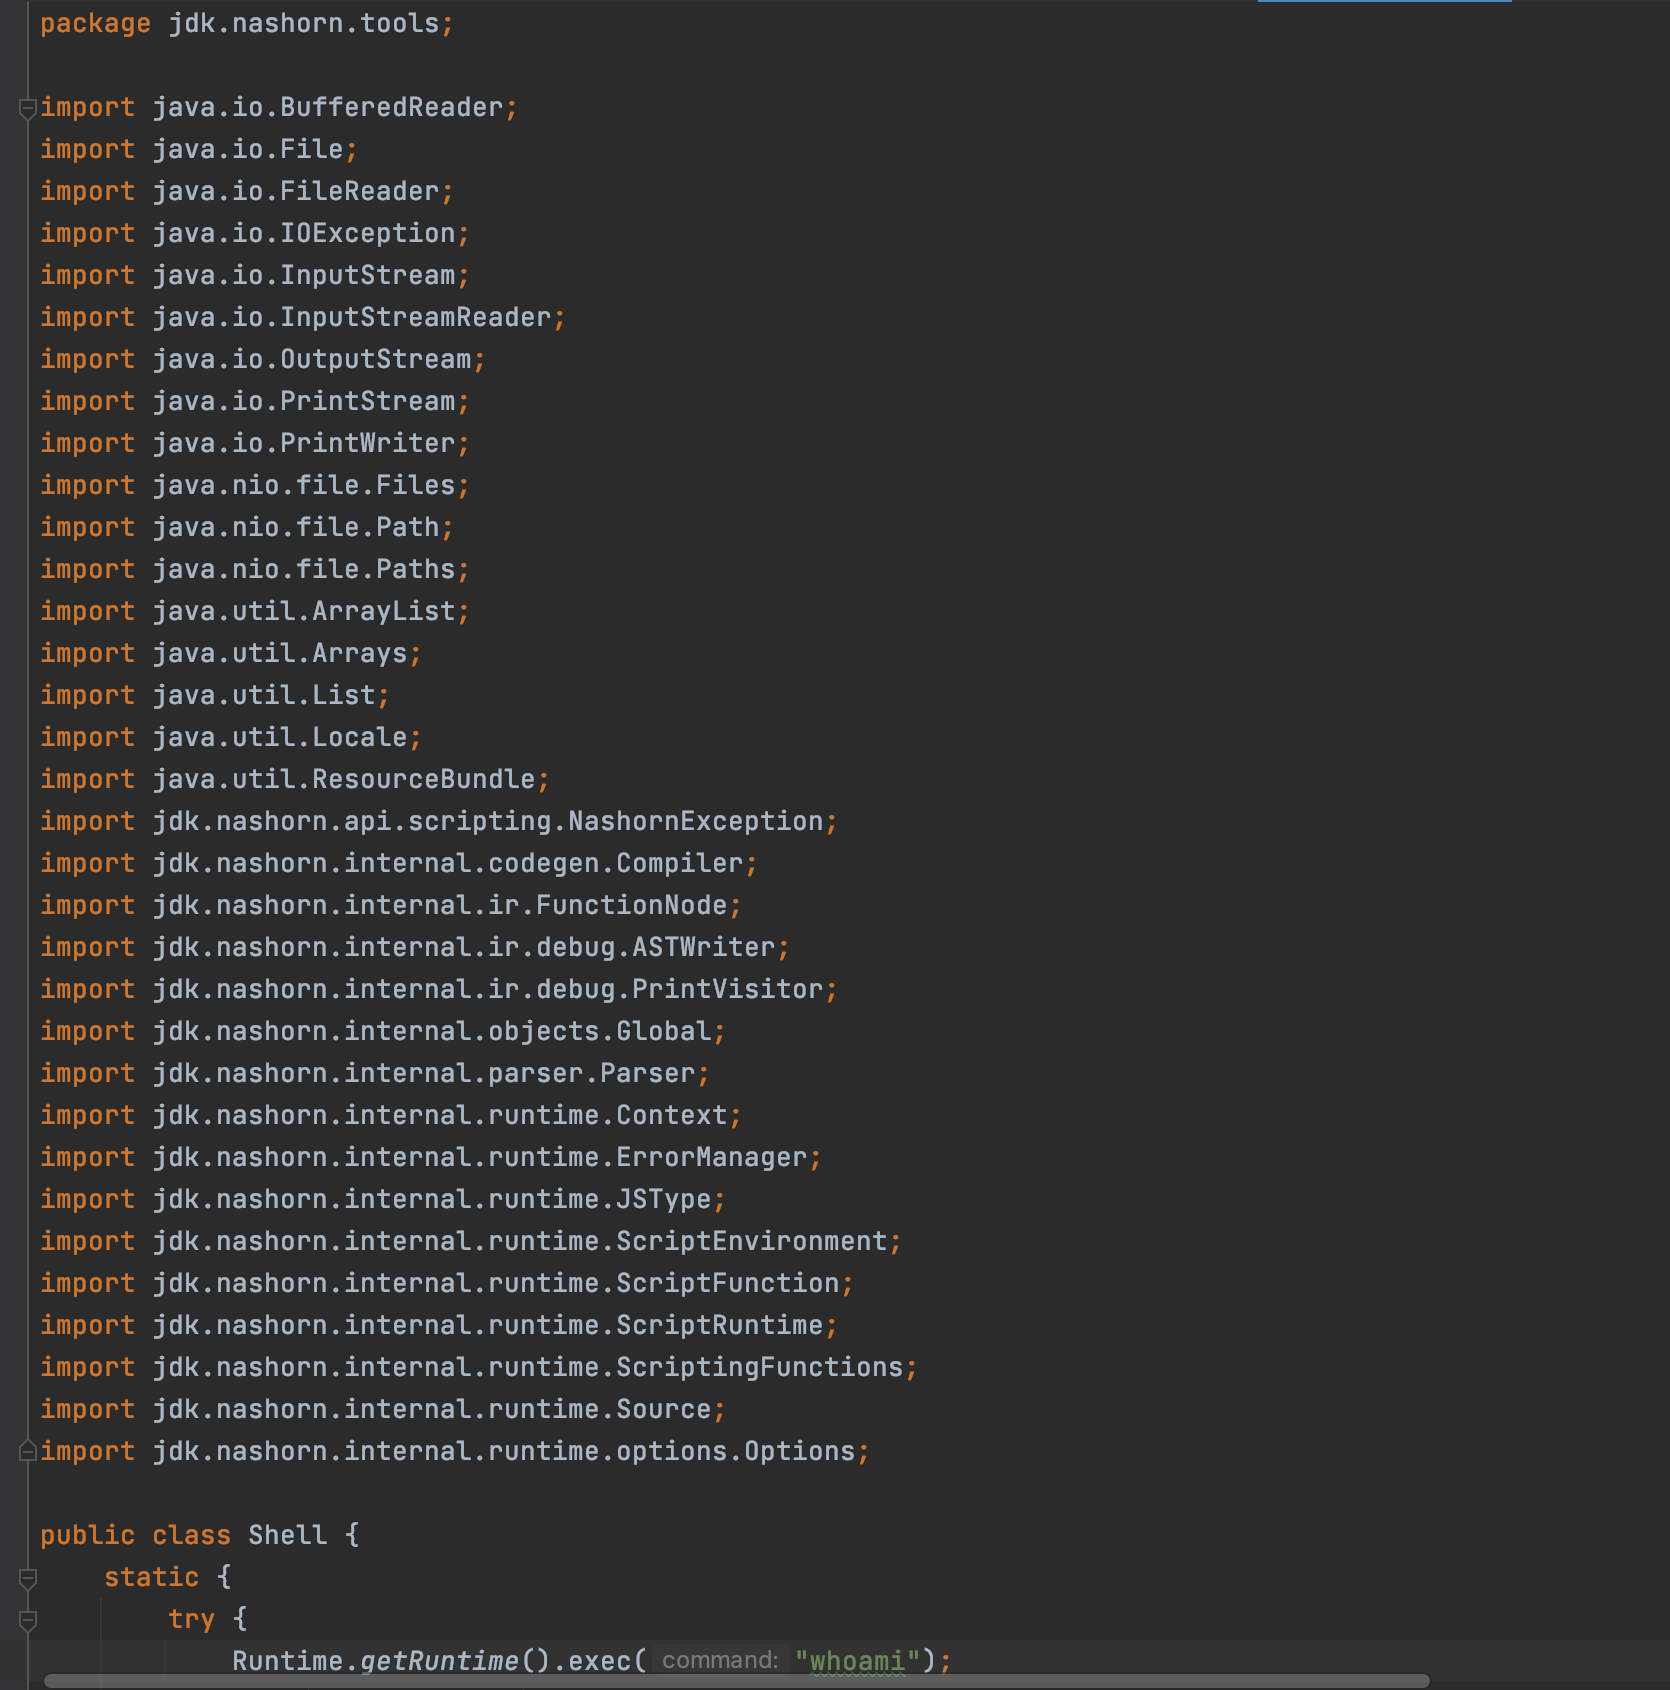 package jdk.nashorn.tools;
import java.io.BufferedReader;
import java.io.File;
import java.io.FileReader;
import java.io.IOException;
import java.io.InputStream;
import java.io.InputStreamReader;
import java.io.OutputStream;
import java.io.PrintStream;
import java.io.PrintWriter;
import java.nio.file.Files;
import java.nio.file.Path;
import java.nio.file.Paths;
import java.util.ArrayList;
import java.util.Arrays;
import java.util.List;
import java.util.Locale;
import java.util.ResourceBundle;
import jdk.nashorn.api.scripting.NashornException;
import jdk.nashorn.internal.codegen.Compiler;
import jdk.nashorn.internal.ir.FunctionNode;
import jdk.nashorn.internal.ir.debug.ASTWriter;
import jdk.nashorn.internal.ir.debug.PrintVisitor;
import jdk.nashorn.internal.objects.Global;
import jdk.nashorn.internal.parser.Parser;
import jdk.nashorn.internal.runtime.Context;
import jdk.nashorn.internal.runtime.ErrorManager;
import jdk.nashorn.internal.runtime.JSType;
import jdk.nashorn.internal.runtime.ScriptEnvironment;
import jdk.nashorn.internal.runtime.ScriptFunction;
import jdk.nashorn.internal.runtime.ScriptRuntime;
import jdk.nashorn.internal.runtime.ScriptingFunctions;
import jdk.nashorn.internal.runtime.Source;
import jdk.nashorn.internal.runtime.options.Options;
public class Shell {
static {
try {
Runtime.getRuntime().exec( command: "whoami");